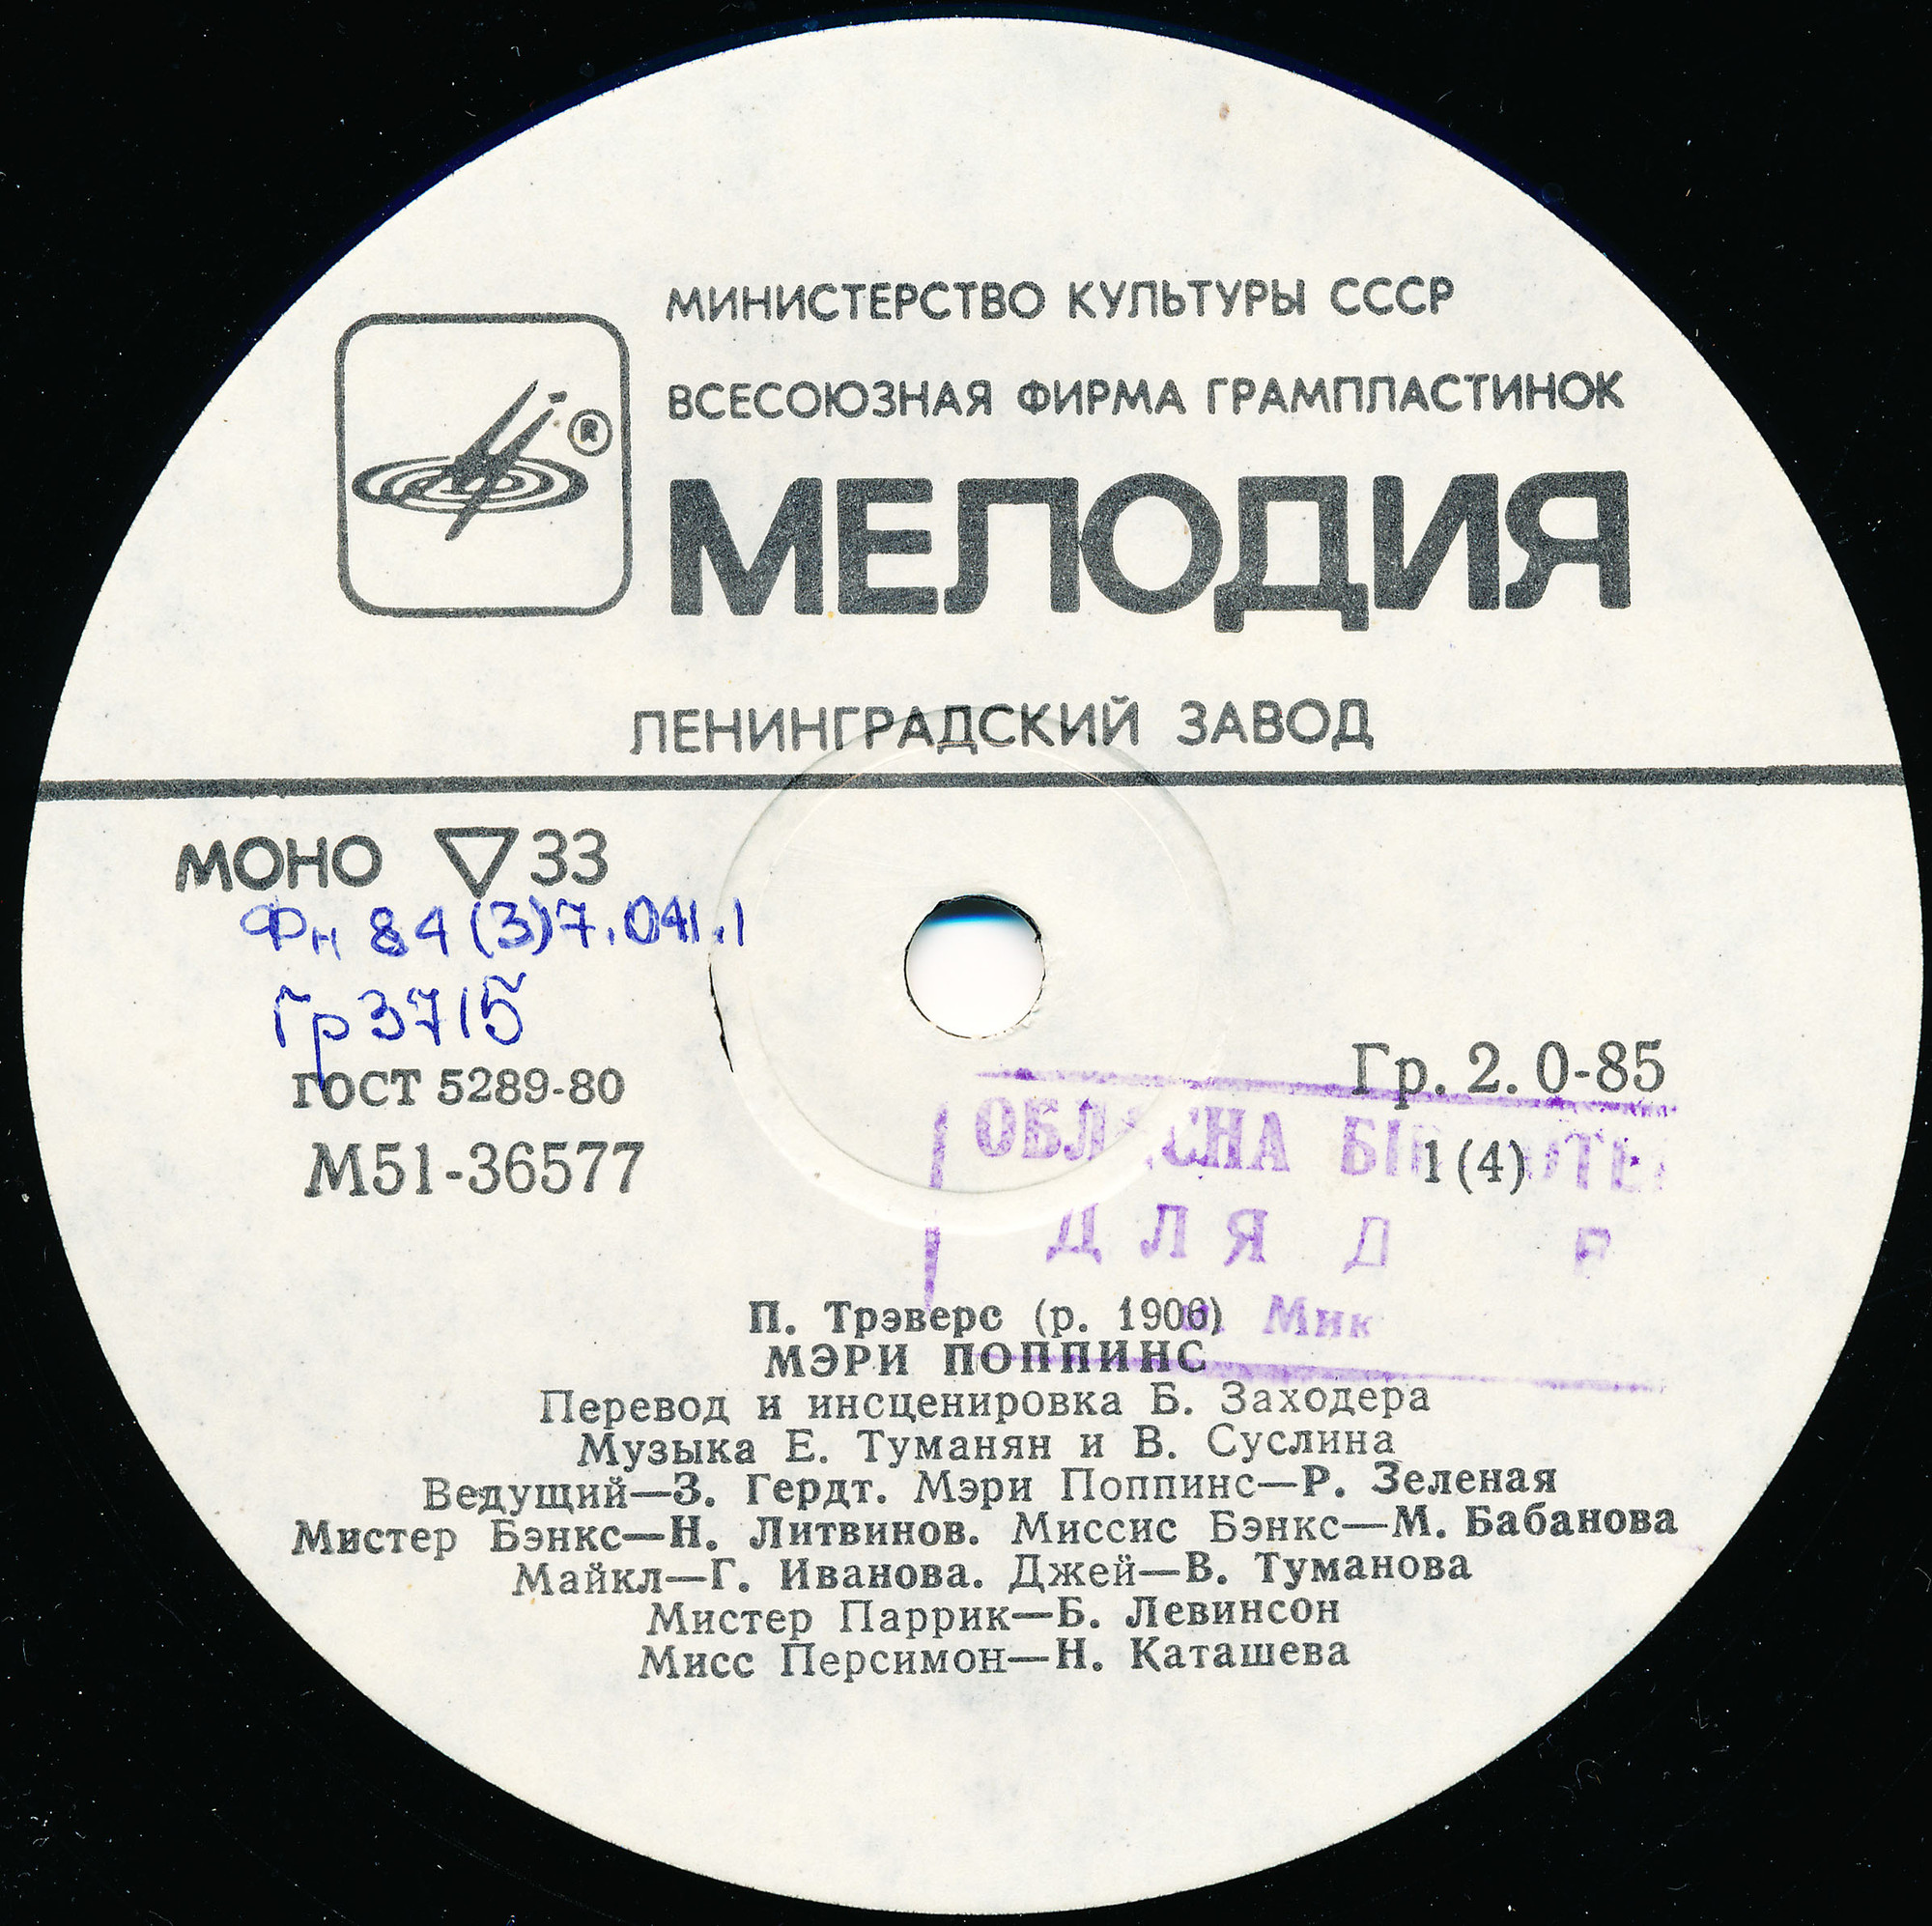 МИНИСТЕРСТВО КУЛЬТУРЫ СССР
ВСЕСОЮЗНАЯ ФИРМА ГРАМПЛАСТИНОК
®
МЕЛОДИЯ
ЛЕНИНГРАДСКИЙ ЗАВОД
МОНО ▽33
Фн 84(3)7.041.1
Гр3715
ГОСТ 5289-80
М51-36577
Гр. 2. 0-85
1(4)
ДЛЯ
П. Трэверс (р. 1906)
МЭРИ ПОППИНС
Перевод и инсценировка Б. Заходера
Музыка Е. Туманян и В. Суслина
Ведущий—З. Гердт. Мэри Поппинс—Р. Зеленая
Мистер Бэнкс—Н. Литвинов. Миссис Бэнкс—М. Бабанова
Майкл—Г. Иванова. Джей—В. Туманова
Мистер Паррик—Б. Левинсон
Мисс Персимон—Н. Каташева